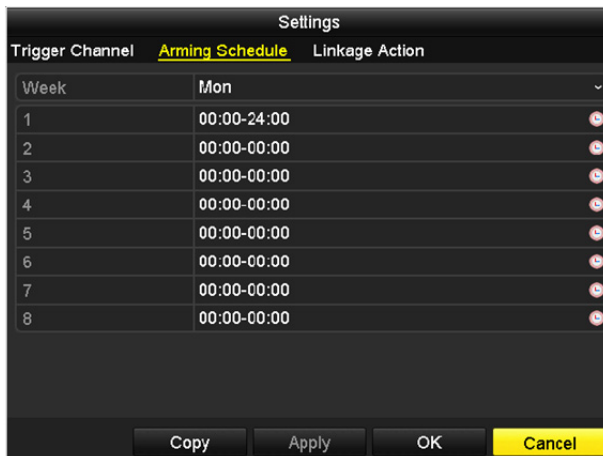 Settings
Trigger Channel Arming Schedule Linkage Action
Week Mon
1 00:00-24:00
2 00:00-00:00
3 00:00-00:00
4 00:00-00:00
5 00:00-00:00
6 00:00-00:00
7 00:00-00:00
8 00:00-00:00
Copy Apply OK Cancel